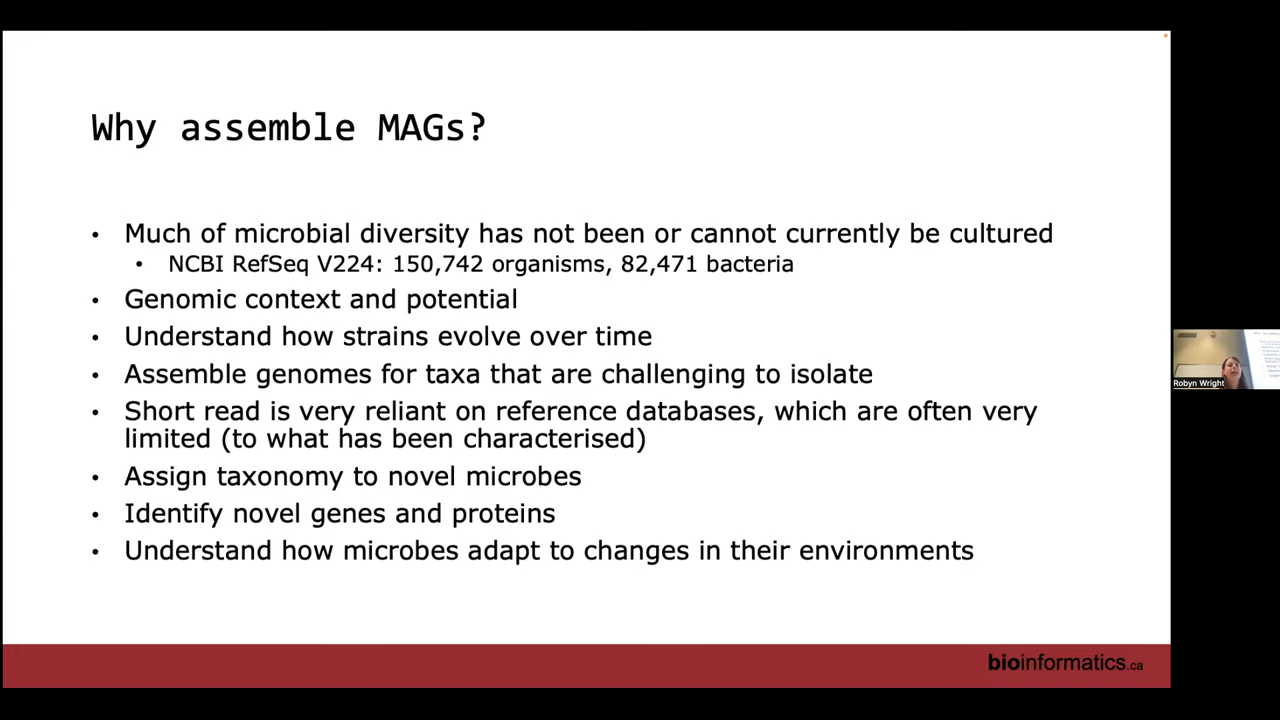 Why assemble MAGs?
• Much of microbial diversity has not been or cannot currently be cultured
• NCBI RefSeq V224: 150,742 organisms, 82,471 bacteria
• Genomic context and potential
• Understand how strains evolve over time
• Assemble genomes for taxa that are challenging to isolate
• Short read is very reliant on reference databases, which are often very
limited (to what has been characterised)
• Assign taxonomy to novel microbes
• Identify novel genes and proteins
• Understand how microbes adapt to changes in their environments
Robyn Wright
bioinformatics.ca